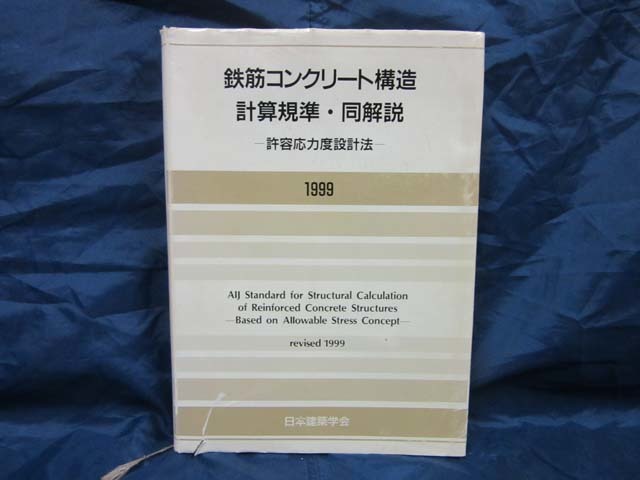 鉄筋コンクリート構造
計算規準・同解説
—許容応力度設計法—
1999
AIJ Standard for Structural Calculation
of Reinforced Concrete Structures
—Based on Allowable Stress Concept—
revised 1999
日本建築学会